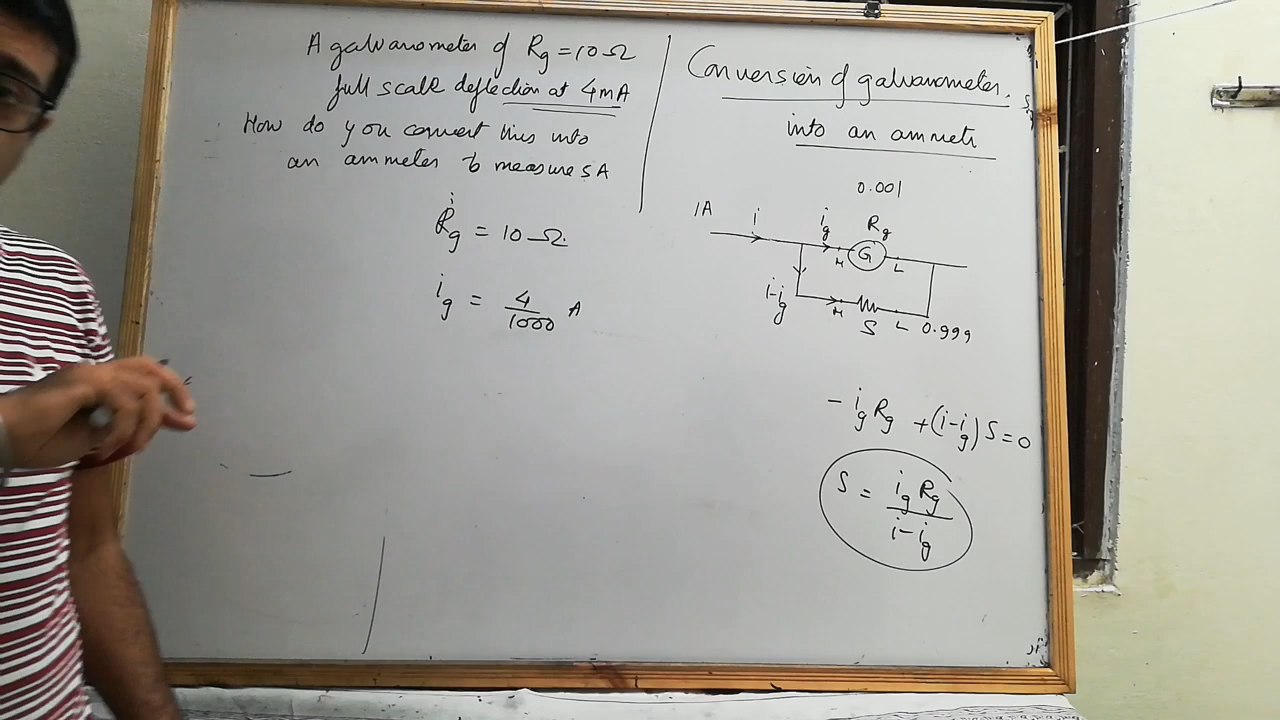 A galvanometer of Rg = 10 Ω
full scale deflection at 4mA
How do you convert this into
an ammeter to measure 5A
Rg = 10 Ω
ig = 4/1000 A
Conversion of galvanometer
into an ammeter
0.001
1A i ig Rg
G
H L
i-ig
H S L 0.999
- ig Rg + (i-ig) S = 0
S = ig Rg / i-ig